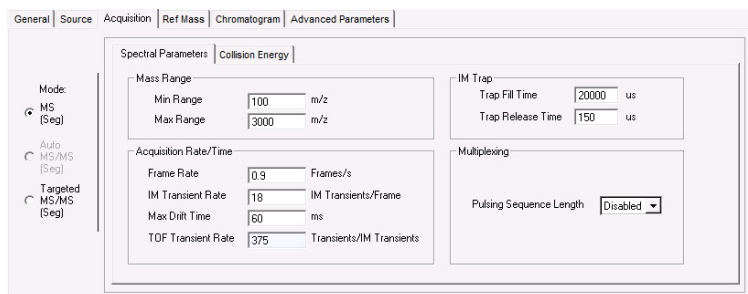 General Source Acquisition Ref Mass Chromatogram Advanced Parameters
Spectral Parameters Collision Energy
Mode:
MS
(Seg)
Auto
MS/MS
(Seg)
Targeted
MS/MS
(Seg)
Mass Range
Min Range 100 m/z
Max Range 3000 m/z
IM Trap
Trap Fill Time 20000 us
Trap Release Time 150 us
Acquisition Rate/Time
Frame Rate 0.9 Frames/s
IM Transient Rate 18 IM Transients/Frame
Max Drift Time 60 ms
TOF Transient Rate 375 Transients/IM Transients
Multiplexing
Pulsing Sequence Length Disabled